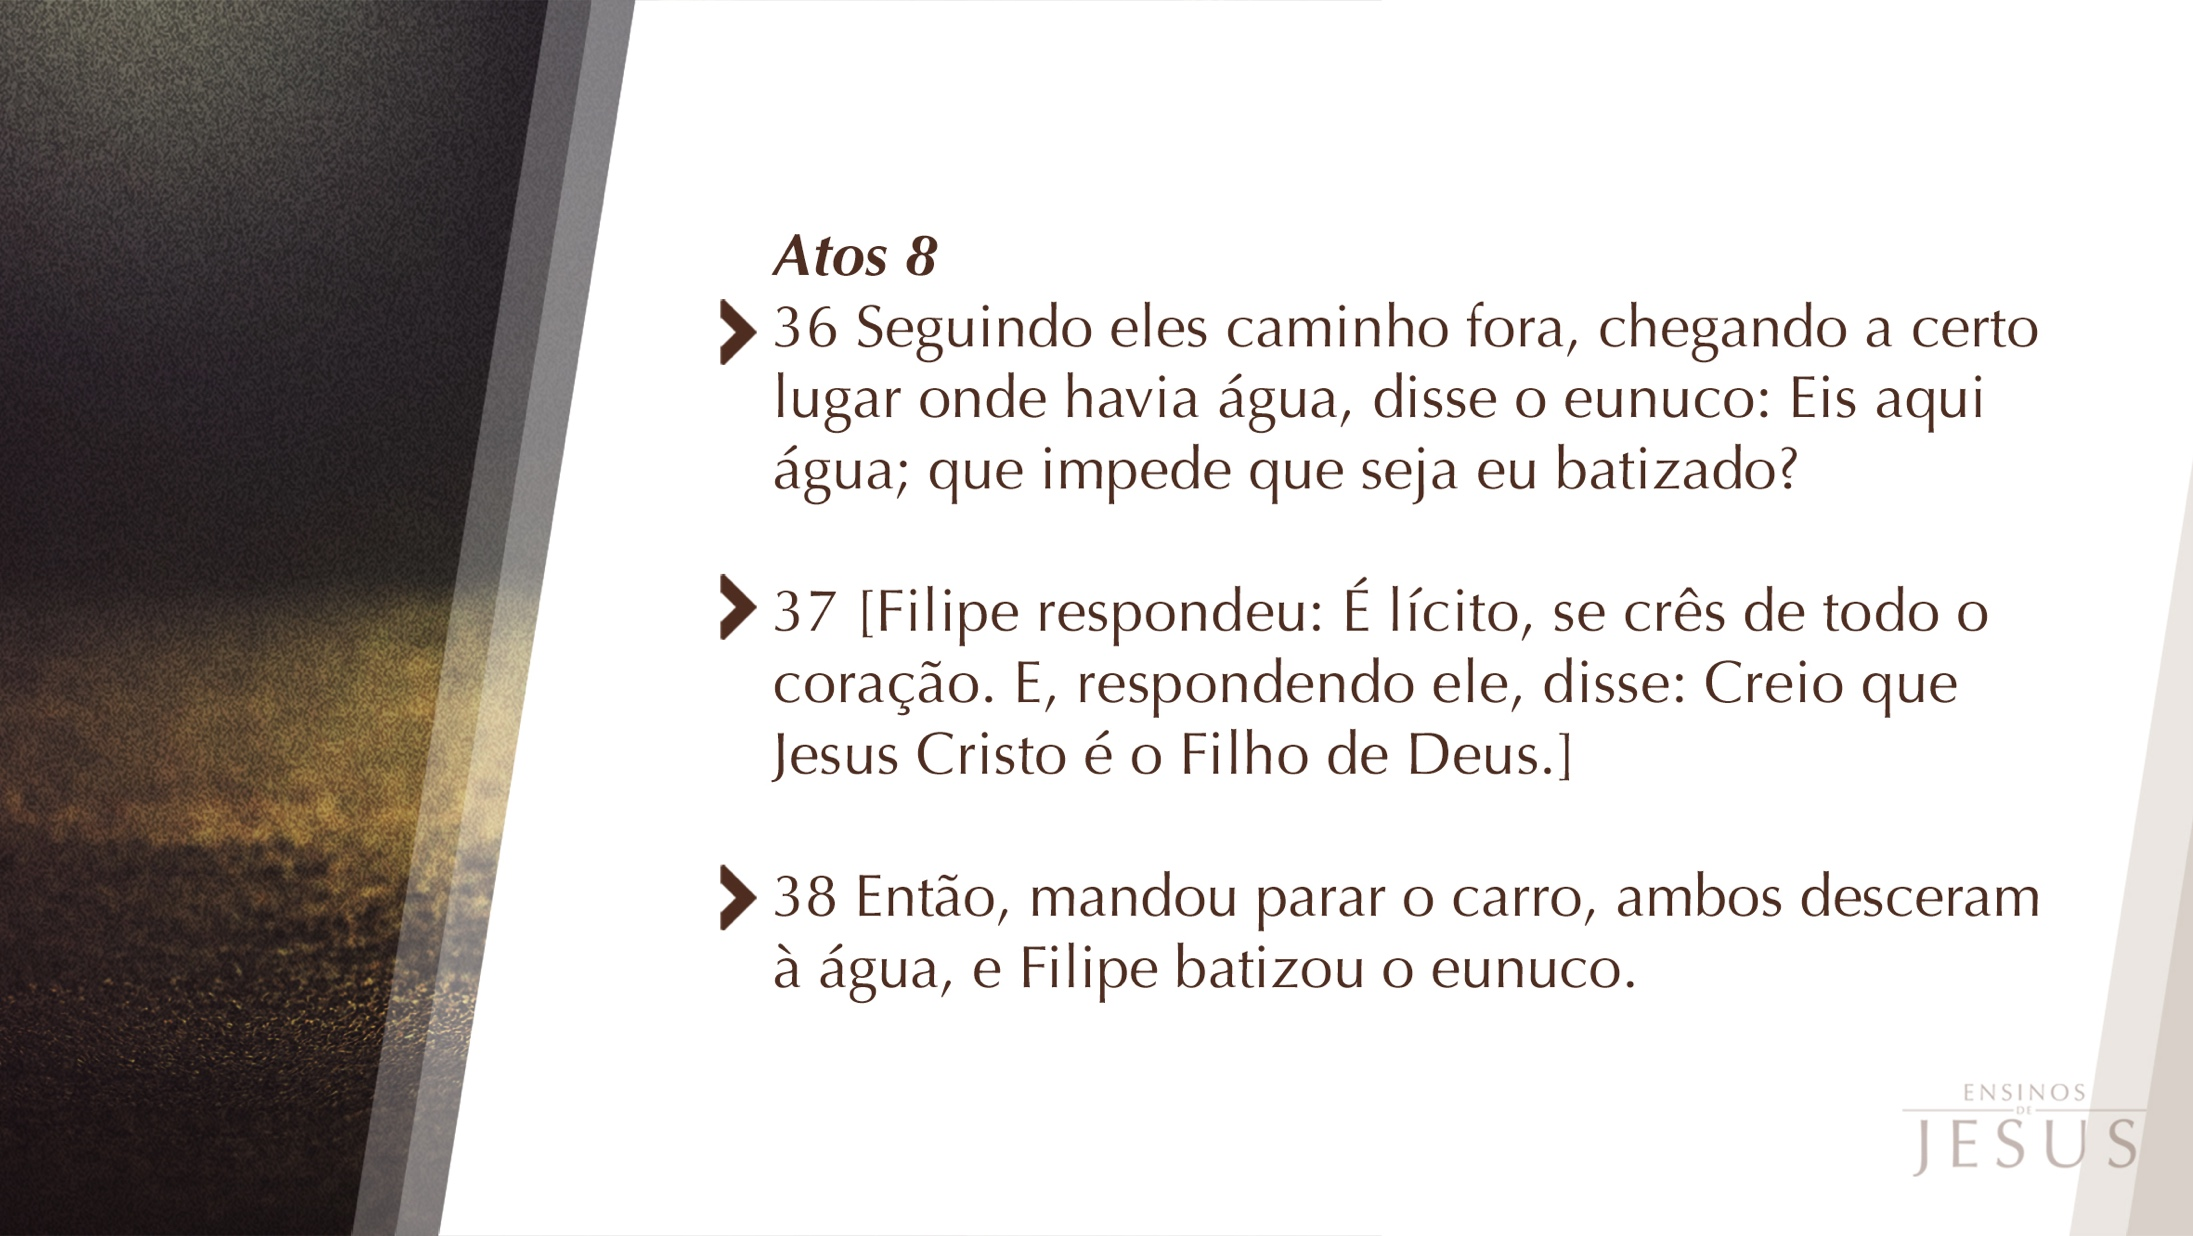 Atos 8
36 Seguindo eles caminho fora, chegando a certo
lugar onde havia água, disse o eunuco: Eis aqui
água; que impede que seja eu batizado?
37 [Filipe respondeu: É lícito, se crês de todo o
coração. E, respondendo ele, disse: Creio que
Jesus Cristo é o Filho de Deus.]
38 Então, mandou parar o carro, ambos desceram
à água, e Filipe batizou o eunuco.
ENSINOS
DE
JESUS